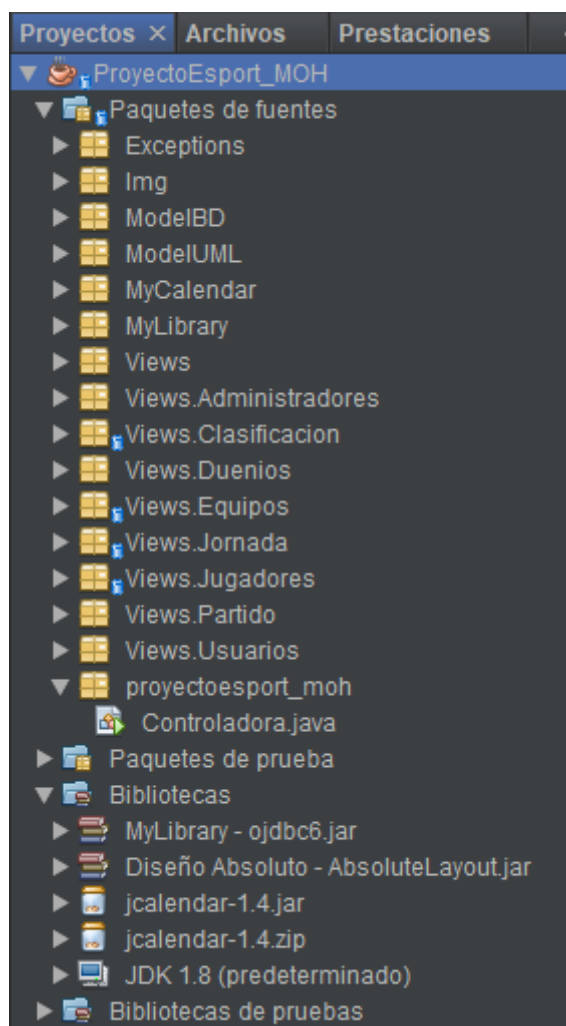 Proyectos × Archivos Prestaciones
ProyectoEsport_MOH
Paquetes de fuentes
Exceptions
Img
ModelBD
ModelUML
MyCalendar
MyLibrary
Views
Views.Administradores
Views.Clasificacion
Views.Duenios
Views.Equipos
Views.Jornada
Views.Jugadores
Views.Partido
Views.Usuarios
proyectoesport_moh
Controladora.java
Paquetes de prueba
Bibliotecas
MyLibrary - ojdbc6.jar
Diseño Absoluto - AbsoluteLayout.jar
jcalendar-1.4.jar
jcalendar-1.4.zip
JDK 1.8 (predeterminado)
Bibliotecas de pruebas